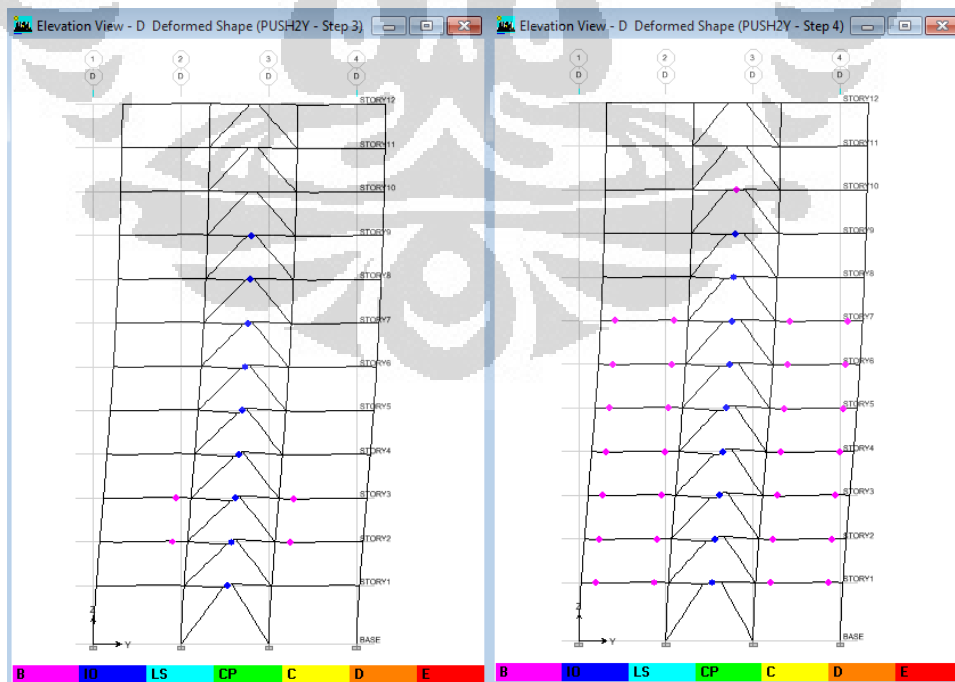 Elevation View - D Deformed Shape (PUSH2Y - Step 3)
1 2 3 4
D D D D
STORY12
STORY11
STORY10
STORY9
STORY8
STORY7
STORY6
STORY5
STORY4
STORY3
STORY2
STORY1
Z
Y
BASE
B IO LS CP C D E
Elevation View - D Deformed Shape (PUSH2Y - Step 4)
1 2 3 4
D D D D
STORY12
STORY11
STORY10
STORY9
STORY8
STORY7
STORY6
STORY5
STORY4
STORY3
STORY2
STORY1
Z
Y
BASE
B IO LS CP C D E